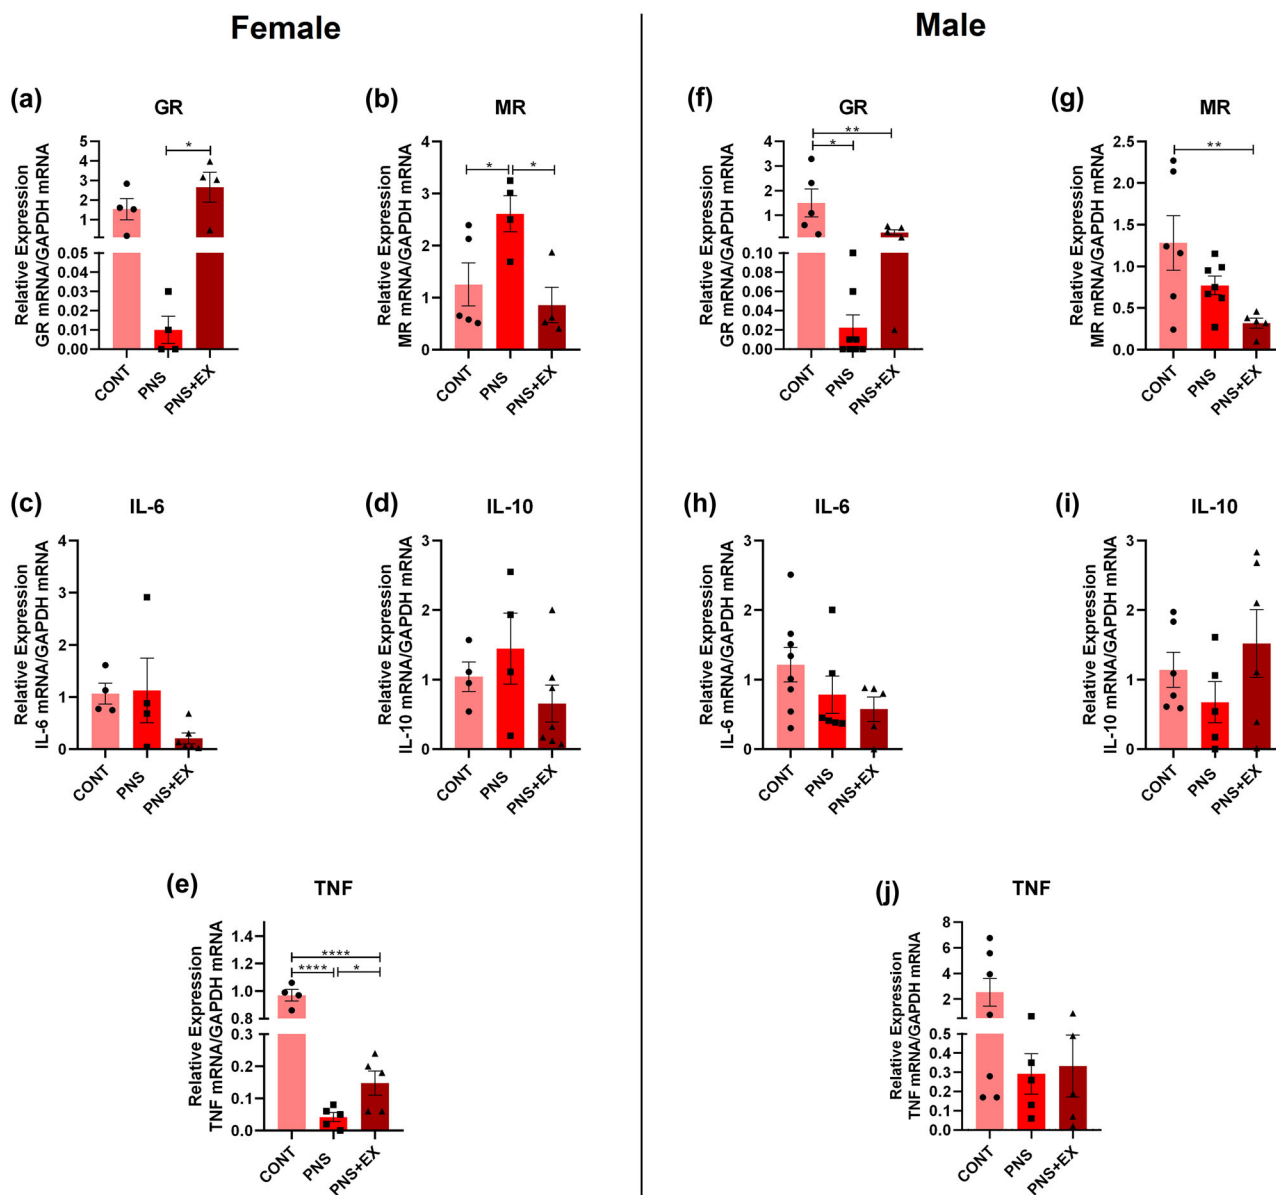 Female
Male
(a)
GR
Relative Expression
GR mRNA/GAPDH mRNA
5
4
3
2
1
0.05
0.04
0.03
0.02
0.01
0.00
*
CONT
PNS
PNS+EX
(b)
MR
Relative Expression
MR mRNA/GAPDH mRNA
4
3
2
1
0
*
*
CONT
PNS
PNS+EX
(f)
GR
Relative Expression
GR mRNA/GAPDH mRNA
4
3
2
1
0.10
0.08
0.06
0.04
0.02
0.00
**
*
CONT
PNS
PNS+EX
(g)
MR
Relative Expression
MR mRNA/GAPDH mRNA
2.5
2.0
1.5
1.0
0.5
0.0
**
CONT
PNS
PNS+EX
(c)
IL-6
Relative Expression
IL-6 mRNA/GAPDH mRNA
4
3
2
1
0
CONT
PNS
PNS+EX
(d)
IL-10
Relative Expression
IL-10 mRNA/GAPDH mRNA
3
2
1
0
CONT
PNS
PNS+EX
(h)
IL-6
Relative Expression
IL-6 mRNA/GAPDH mRNA
3
2
1
0
CONT
PNS
PNS+EX
(i)
IL-10
Relative Expression
IL-10 mRNA/GAPDH mRNA
3
2
1
0
CONT
PNS
PNS+EX
(e)
TNF
Relative Expression
TNF mRNA/GAPDH mRNA
1.4
1.2
1.0
0.8
0.3
0.2
0.1
0.0
****
****
*
CONT
PNS
PNS+EX
(j)
TNF
Relative Expression
TNF mRNA/GAPDH mRNA
8
6
4
2
0.5
0.4
0.3
0.2
0.1
0.0
CONT
PNS
PNS+EX